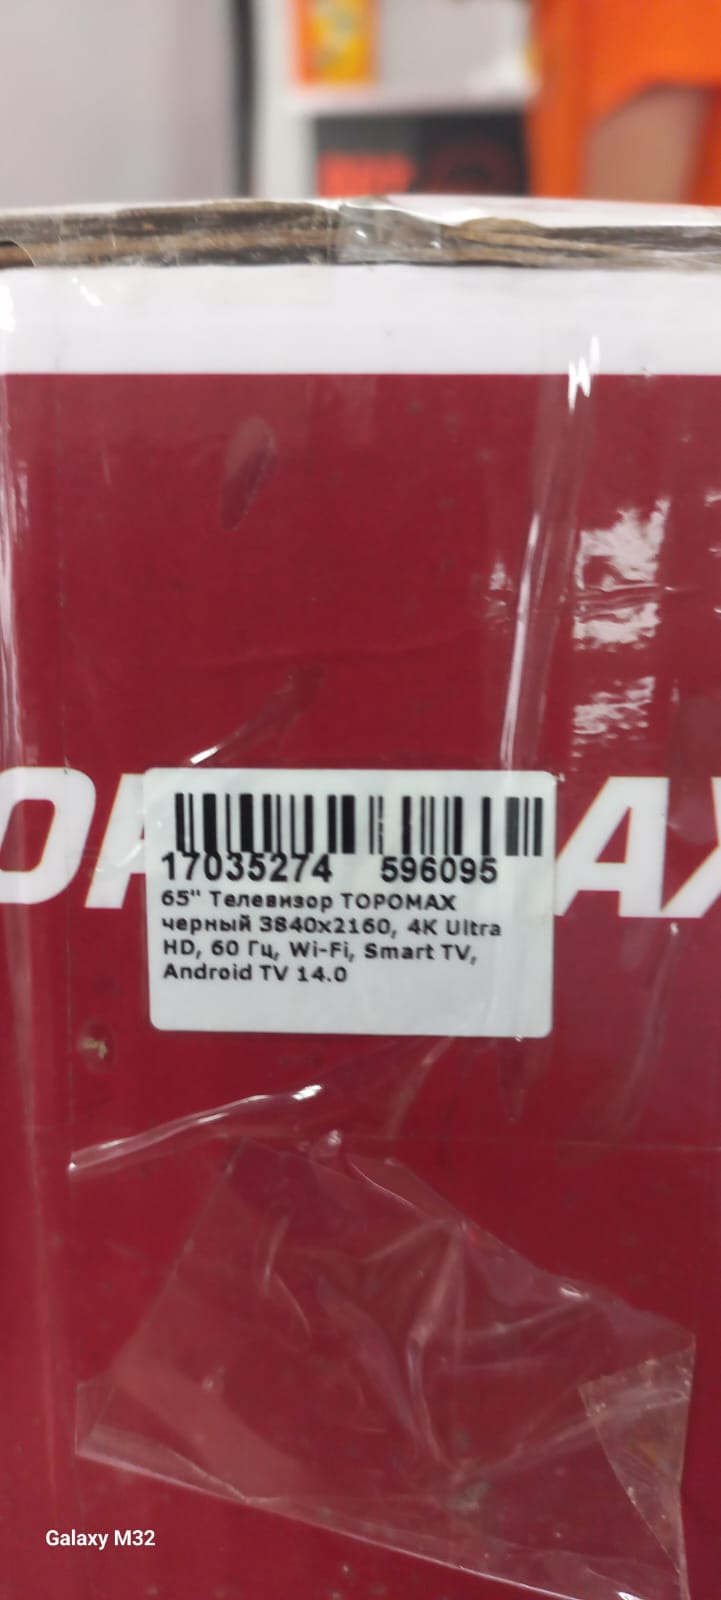 17035274 596095
65" Телевизор TOPOMAX
черный 3840x2160, 4K Ultra
HD, 60 Гц, Wi-Fi, Smart TV,
Android TV 14.0
Galaxy M32